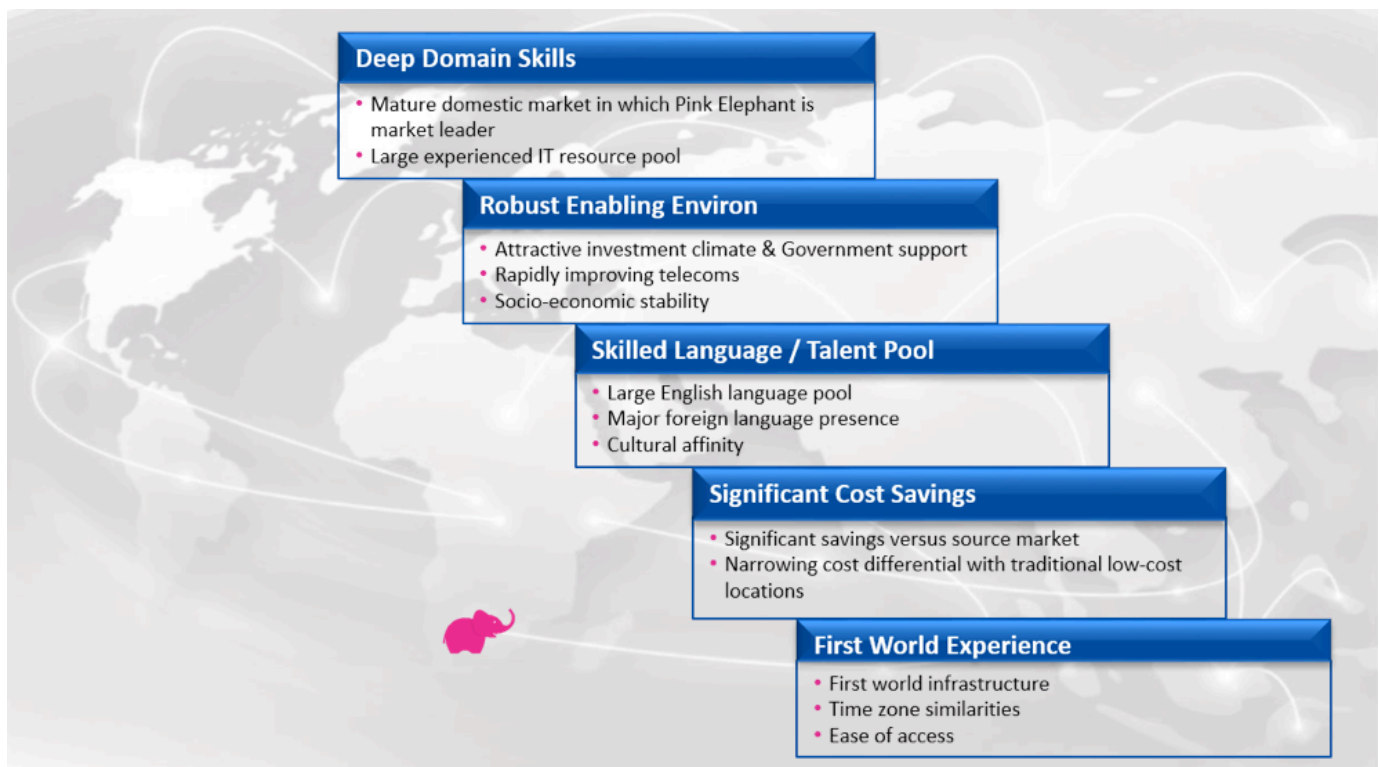 Deep Domain Skills
• Mature domestic market in which Pink Elephant is
market leader
• Large experienced IT resource pool
Robust Enabling Environ
• Attractive investment climate & Government support
• Rapidly improving telecoms
• Socio-economic stability
Skilled Language / Talent Pool
• Large English language pool
• Major foreign language presence
• Cultural affinity
Significant Cost Savings
• Significant savings versus source market
• Narrowing cost differential with traditional low-cost
locations
First World Experience
• First world infrastructure
• Time zone similarities
• Ease of access